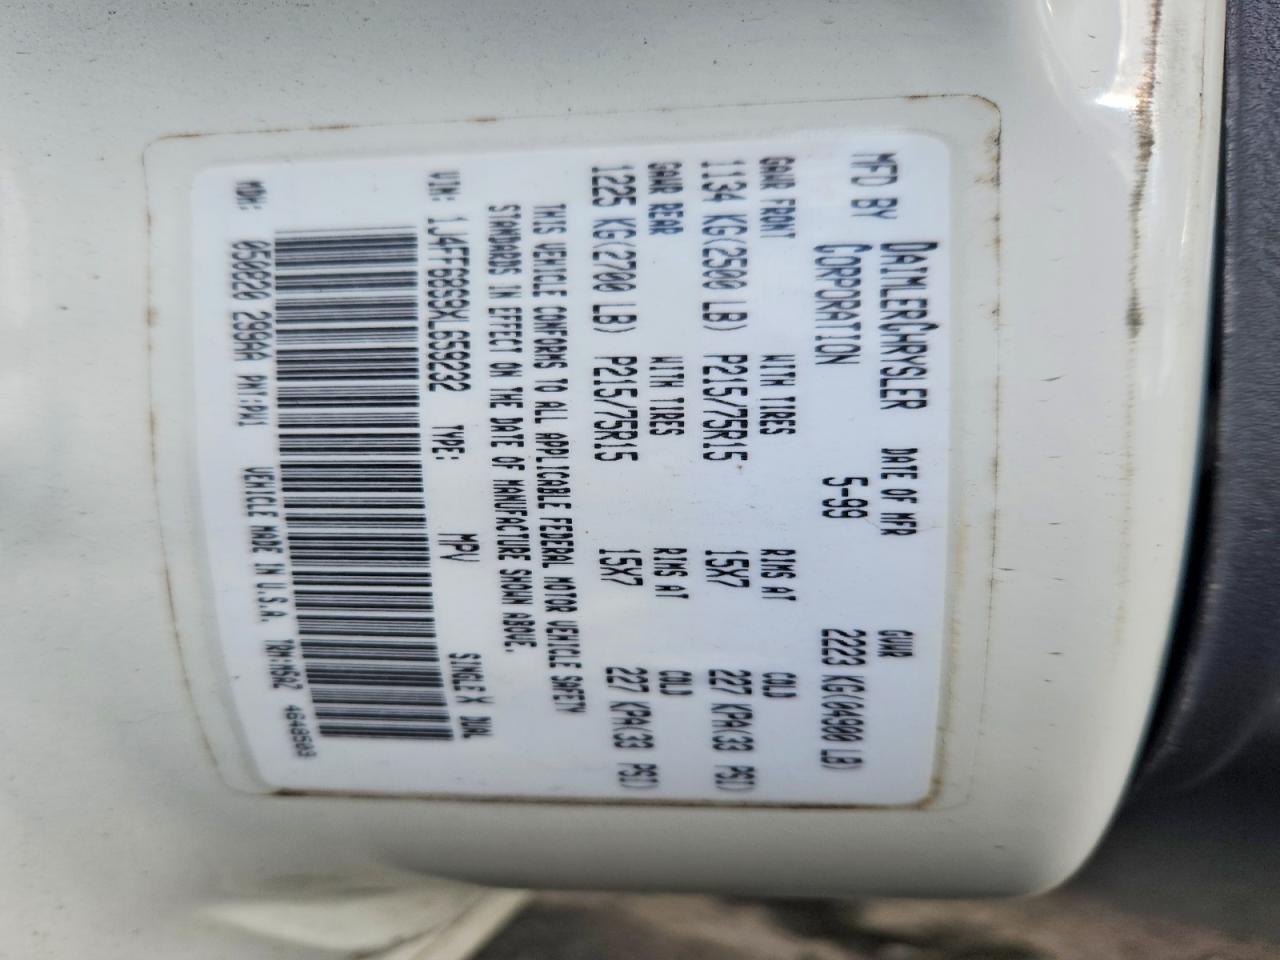 MFD BY DAIMLERCHRYSLER CORPORATION DATE OF MFR 5-99 GVWR 2223 KG(04900 LB)
GAWR FRONT WITH TIRES RIMS AT COLD
1134 KG(2500 LB) P215/75R15 15X7 227 KPA(33 PSI)
GAWR REAR WITH TIRES RIMS AT COLD
1225 KG(2700 LB) P215/75R15 15X7 227 KPA(33 PSI)
THIS VEHICLE CONFORMS TO ALL APPLICABLE FEDERAL MOTOR VEHICLE SAFETY
STANDARDS IN EFFECT ON THE DATE OF MANUFACTURE SHOWN ABOVE.
VIN: 1J4FF68S9XL659232 TYPE: MPV SINGLE X DUAL
MDH: 050820 299AA PNT:PW1 VEHICLE MADE IN U.S.A.